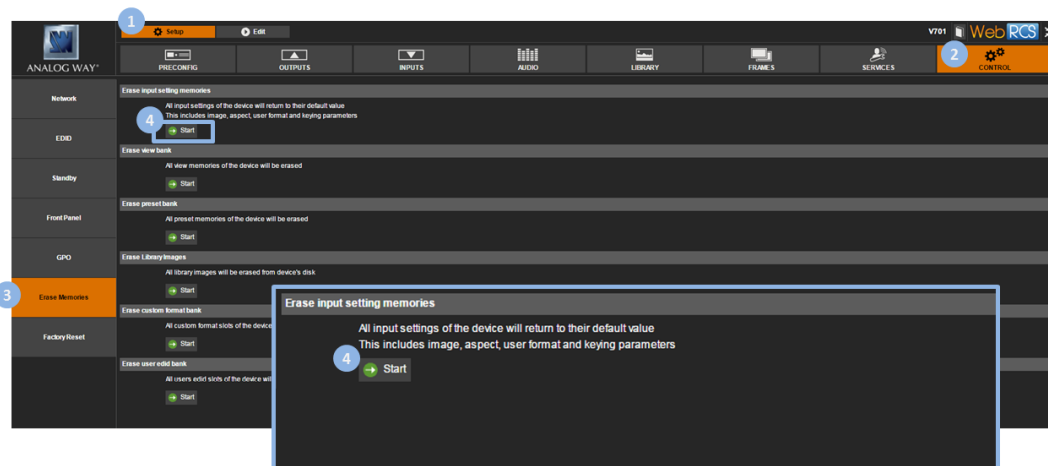 1
Setup
Edit
V701
Web RCS
ANALOG WAY®
PRECONFIG
OUTPUTS
INPUTS
AUDIO
LIBRARY
FRAMES
SERVICES
2
CONTROL
Network
EDID
Standby
Front Panel
GPO
3
Erase Memories
Factory Reset
Erase input setting memories
All input settings of the device will return to their default value
This includes image, aspect, user format and keying parameters
4
Start
Erase view bank
All view memories of the device will be erased
Start
Erase preset bank
All preset memories of the device will be erased
Start
Erase Library Images
All library images will be erased from device's disk
Start
Erase custom format bank
All custom format slots of the device
Start
Erase user edid bank
All users edid slots of the device wil
Start
Erase input setting memories
All input settings of the device will return to their default value
This includes image, aspect, user format and keying parameters
4
Start